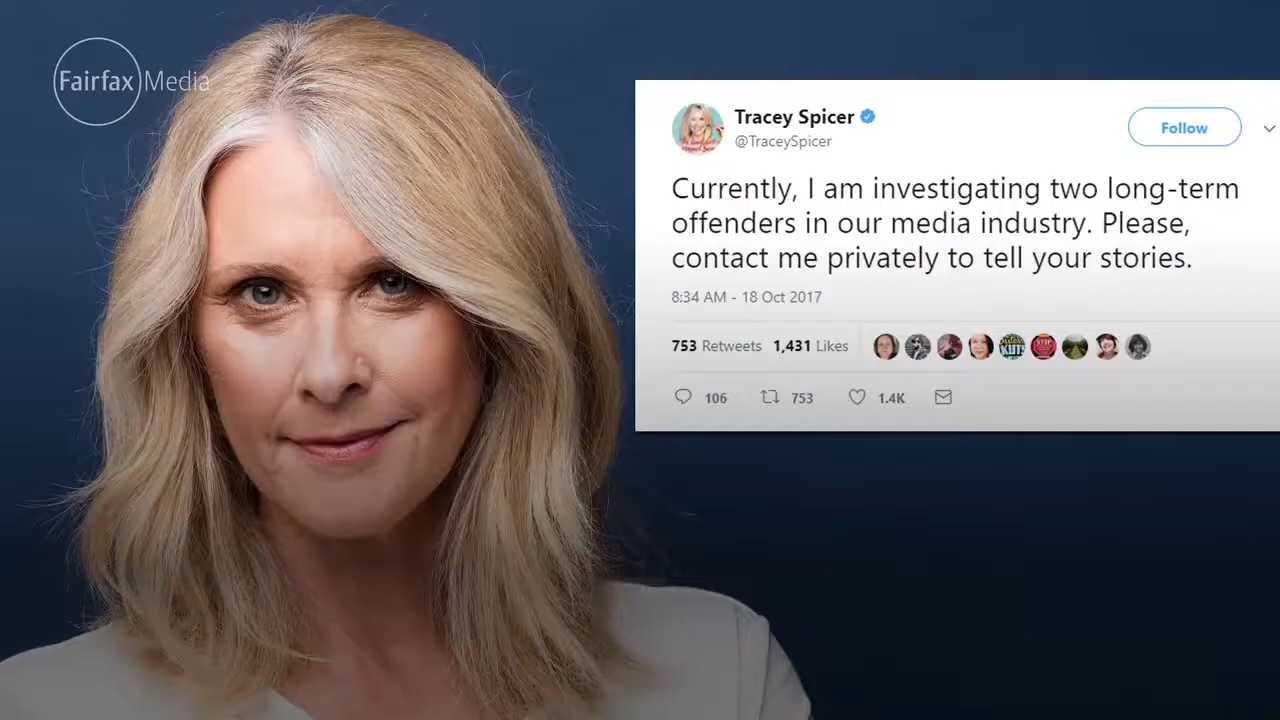 Fairfax Media
Tracey Spicer
Follow
@TraceySpicer
Currently, I am investigating two long-term
offenders in our media industry. Please,
contact me privately to tell your stories.
8:34 AM - 18 Oct 2017
753 Retweets 1,431 Likes
106 753 1.4K